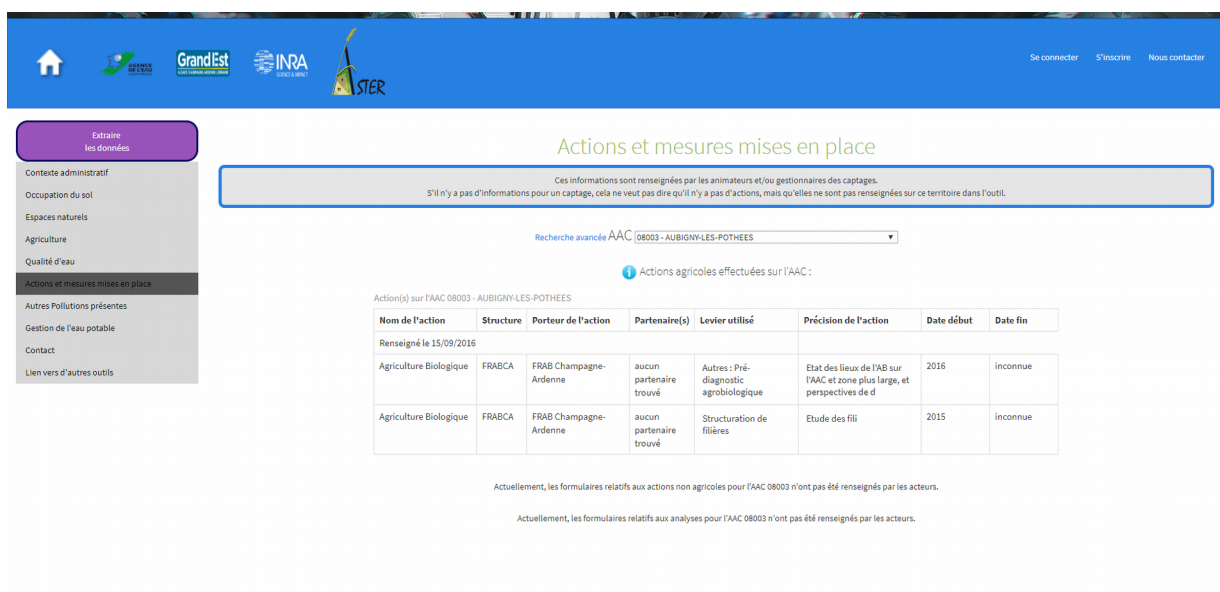 AGENCE
DE L'EAU
GrandEst
INRA
SCIENCE & IMPACT
ASTER
Se connecter S'inscrire Nous contacter
Extraire
les données
Contexte administratif
Occupation du sol
Espaces naturels
Agriculture
Qualité d'eau
Actions et mesures mises en place
Autres Pollutions présentes
Gestion de l'eau potable
Contact
Lien vers d'autres outils
Actions et mesures mises en place
Ces informations sont renseignées par les animateurs et/ou gestionnaires des captages.
S'il n'y a pas d'informations pour un captage, cela ne veut pas dire qu'il n'y a pas d'actions, mais qu'elles ne sont pas renseignées sur ce territoire dans l'outil.
Recherche avancée AAC 08003 - AUBIGNY-LES-POTHEES
Actions agricoles effectuées sur l'AAC :
Action(s) sur l'AAC 08003 - AUBIGNY-LES-POTHEES
Nom de l'action Structure Porteur de l'action Partenaire(s) Levier utilisé Précision de l'action Date début Date fin
Renseigné le 15/09/2016
Agriculture Biologique FRABCA FRAB Champagne- aucun Autres : Pré- Etat des lieux de l'AB sur 2016 inconnue
Ardenne partenaire diagnostic l'AAC et zone plus large, et
trouvé agrobiologique perspectives de d
Agriculture Biologique FRABCA FRAB Champagne- aucun Structuration de Etude des fili 2015 inconnue
Ardenne partenaire filières
trouvé
Actuellement, les formulaires relatifs aux actions non agricoles pour l'AAC 08003 n'ont pas été renseignés par les acteurs.
Actuellement, les formulaires relatifs aux analyses pour l'AAC 08003 n'ont pas été renseignés par les acteurs.